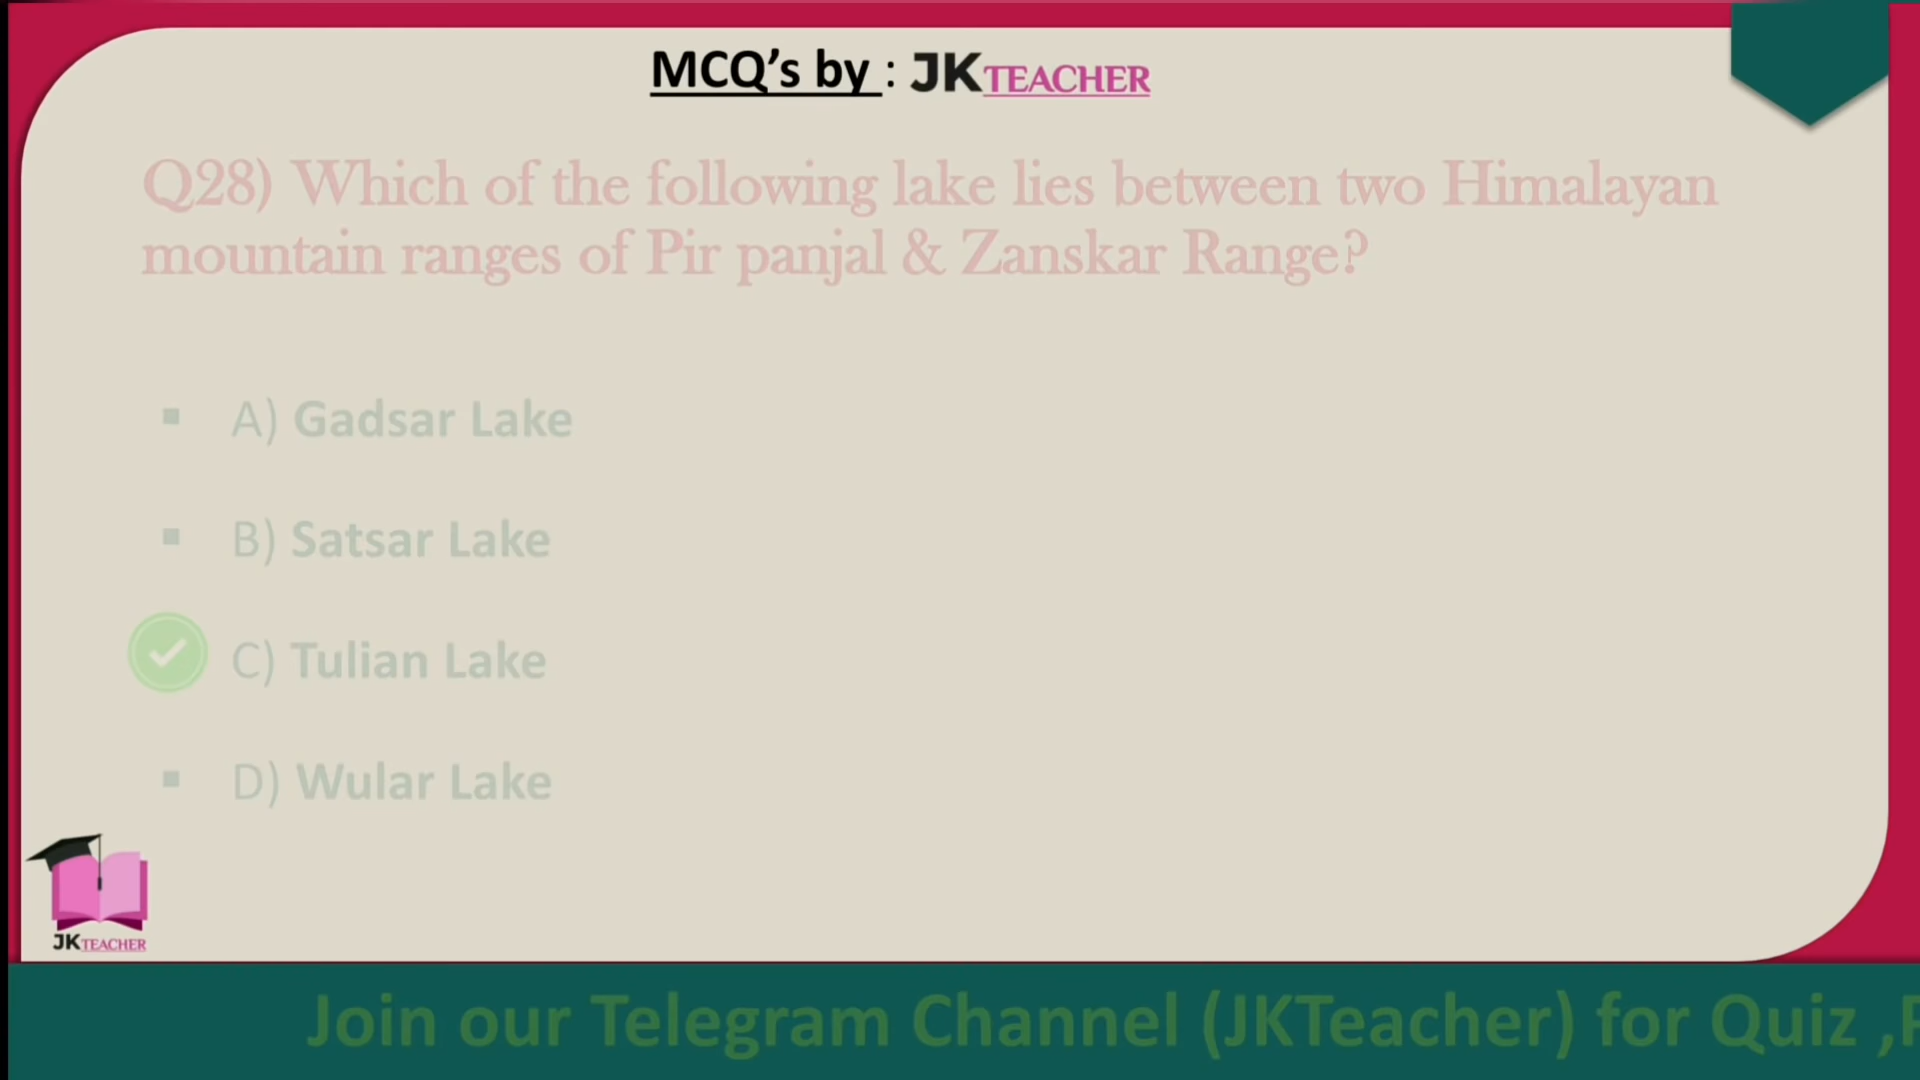 MCQ’s by : JKTEACHER
Q28) Which of the following lake lies between two Himalayan
mountain ranges of Pir panjal & Zanskar Range?
A) Gadsar Lake
B) Satsar Lake
C) Tulian Lake
D) Wular Lake
JKTEACHER
Join our Telegram Channel (JKTeacher) for Quiz ,